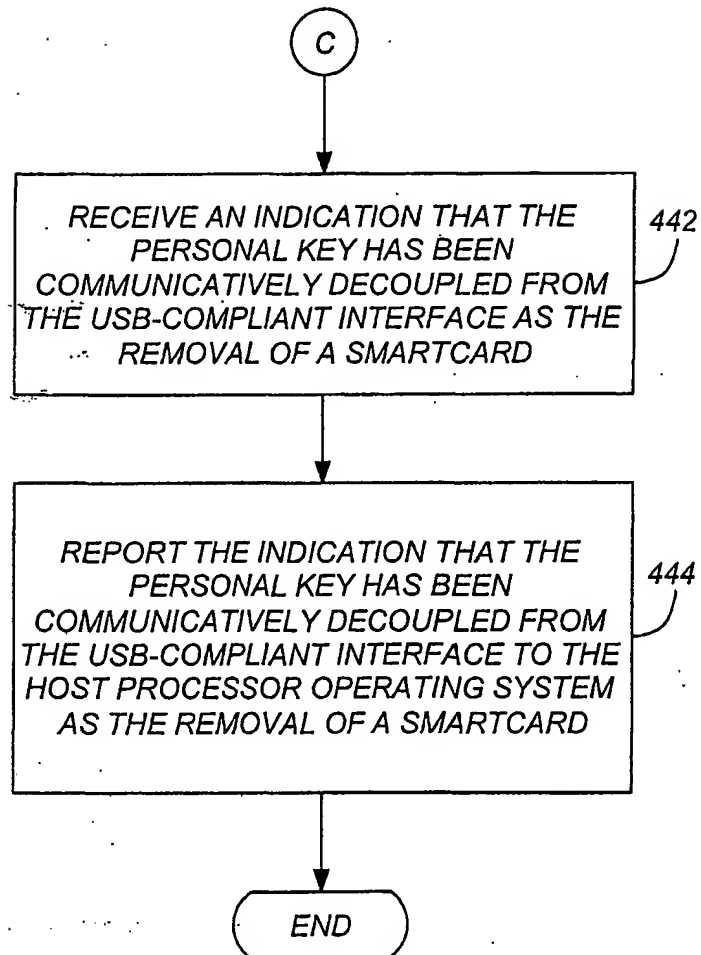 C
RECEIVE AN INDICATION THAT THE
PERSONAL KEY HAS BEEN
COMMUNICATIVELY DECOUPLED FROM
THE USB-COMPLIANT INTERFACE AS THE
REMOVAL OF A SMARTCARD
442
REPORT THE INDICATION THAT THE
PERSONAL KEY HAS BEEN
COMMUNICATIVELY DECOUPLED FROM
THE USB-COMPLIANT INTERFACE TO THE
HOST PROCESSOR OPERATING SYSTEM
AS THE REMOVAL OF A SMARTCARD
444
END